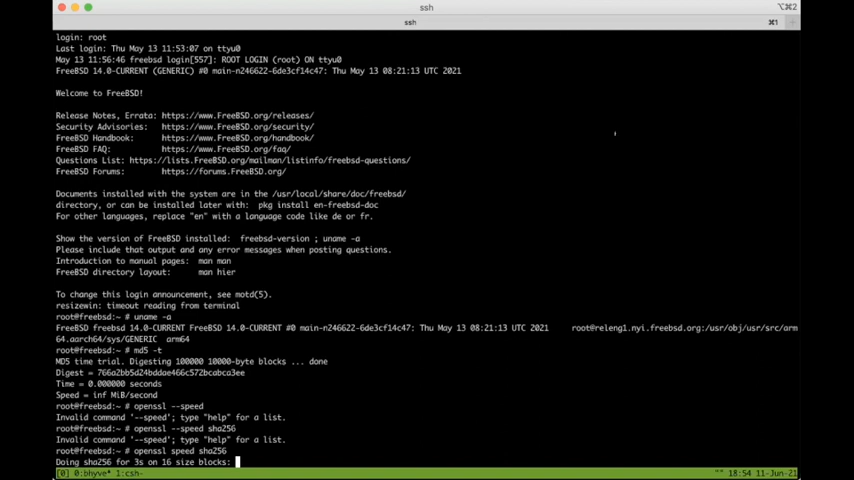 ssh
⌥⌘2
ssh
⌘1
+
login: root
Last login: Thu May 13 11:53:07 on ttyu0
May 13 11:56:46 freebsd login[557]: ROOT LOGIN (root) ON ttyu0
FreeBSD 14.0-CURRENT (GENERIC) #0 main-n246622-6de3cf14c47: Thu May 13 08:21:13 UTC 2021
Welcome to FreeBSD!
Release Notes, Errata: https://www.FreeBSD.org/releases/
Security Advisories:   https://www.FreeBSD.org/security/
FreeBSD Handbook:      https://www.FreeBSD.org/handbook/
FreeBSD FAQ:           https://www.FreeBSD.org/faq/
Questions List: https://lists.FreeBSD.org/mailman/listinfo/freebsd-questions/
FreeBSD Forums:        https://forums.FreeBSD.org/
Documents installed with the system are in the /usr/local/share/doc/freebsd/
directory, or can be installed later with:  pkg install en-freebsd-doc
For other languages, replace "en" with a language code like de or fr.
Show the version of FreeBSD installed:  freebsd-version ; uname -a
Please include that output and any error messages when posting questions.
Introduction to manual pages:  man man
FreeBSD directory layout:      man hier
To change this login announcement, see motd(5).
resizewin: timeout reading from terminal
root@freebsd:~ # uname -a
FreeBSD freebsd 14.0-CURRENT FreeBSD 14.0-CURRENT #0 main-n246622-6de3cf14c47: Thu May 13 08:21:13 UTC 2021     root@releng1.nyi.freebsd.org:/usr/obj/usr/src/arm
64.aarch64/sys/GENERIC  arm64
root@freebsd:~ # md5 -t
MD5 time trial. Digesting 100000 10000-byte blocks ... done
Digest = 766a2bb5d24bddae466c572bcabca3ee
Time = 0.000000 seconds
Speed = inf MiB/second
root@freebsd:~ # openssl --speed
Invalid command '--speed'; type "help" for a list.
root@freebsd:~ # openssl --speed sha256
Invalid command '--speed'; type "help" for a list.
root@freebsd:~ # openssl speed sha256
Doing sha256 for 3s on 16 size blocks:
[0] 0:bhyve* 1:csh-
"" 18:54 11-Jun-21